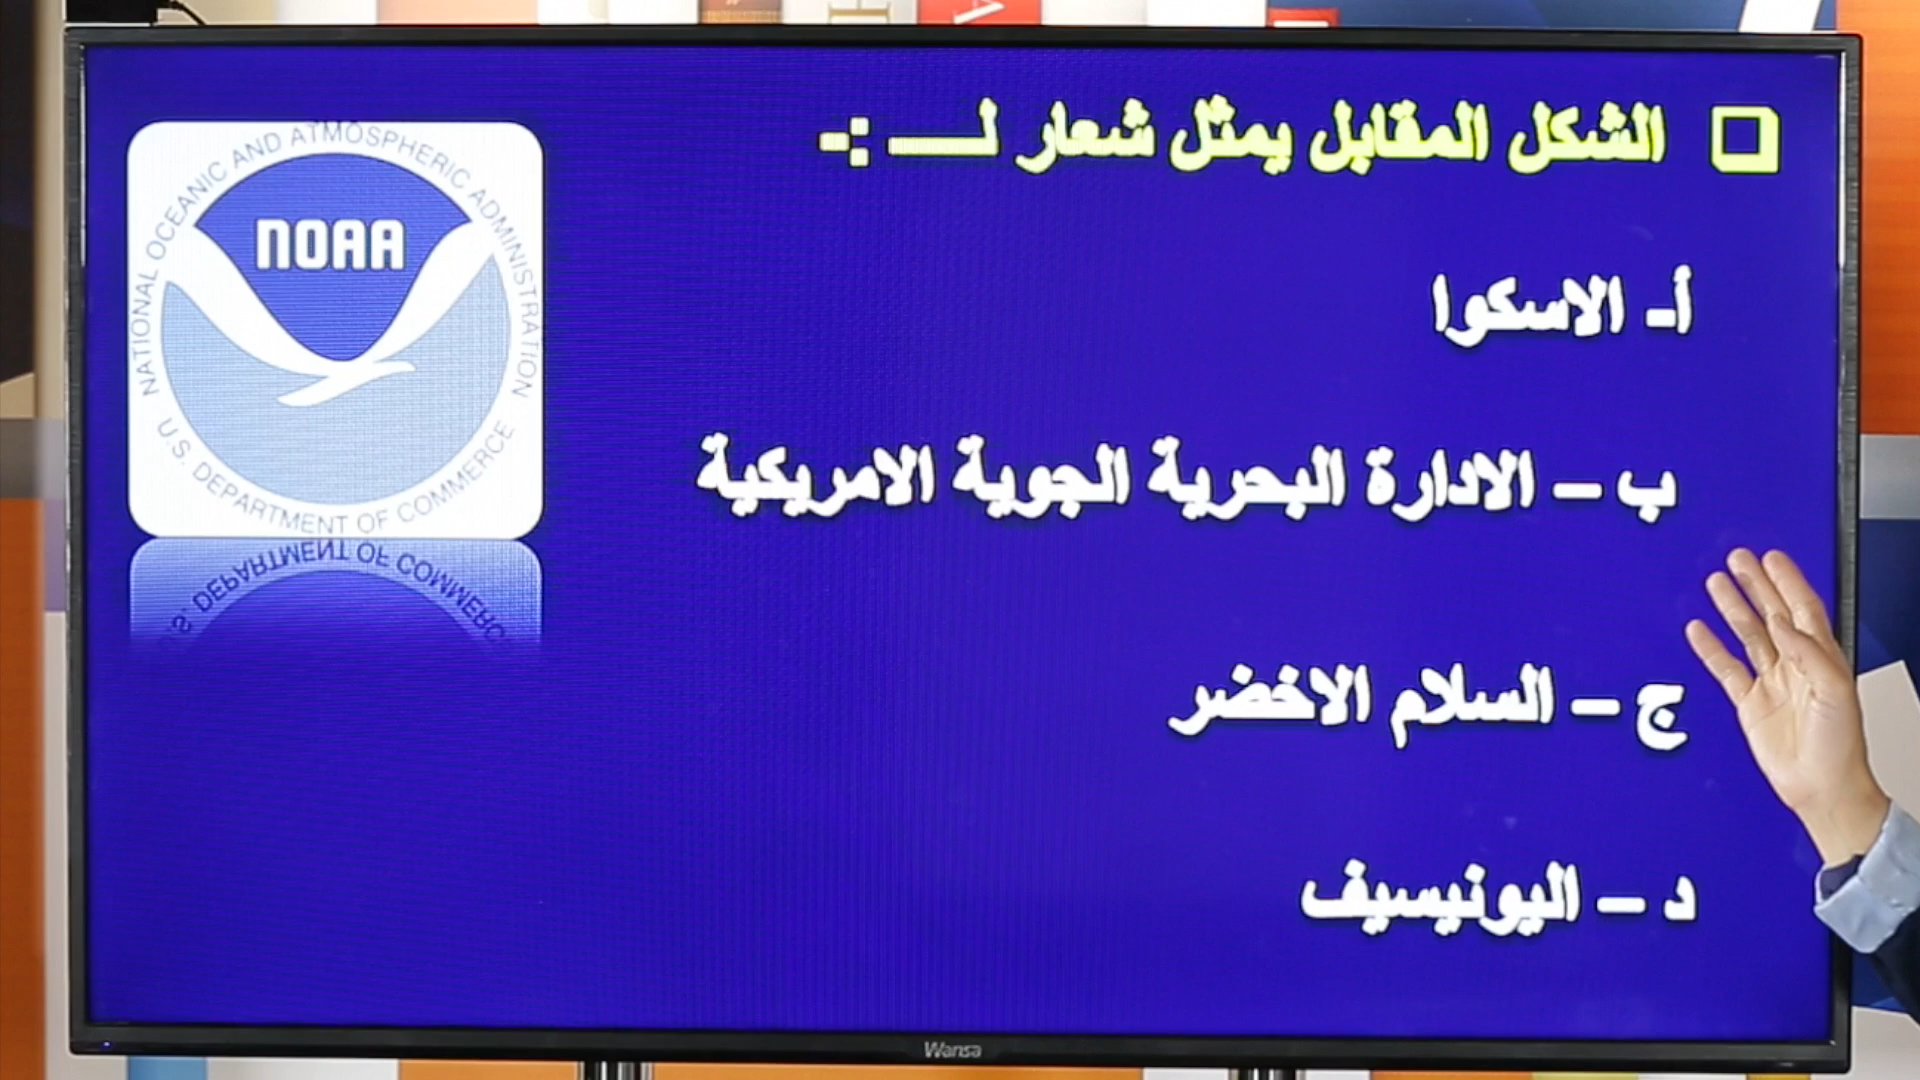 الشكل المقابل يمثل شعار لـــــ :-
أ- الاسكوا
ب – الادارة البحرية الجوية الامريكية
ج – السلام الاخضر
د – اليونيسيف
NATIONAL OCEANIC AND ATMOSPHERIC ADMINISTRATION
NOAA
U.S. DEPARTMENT OF COMMERCE
Wansa